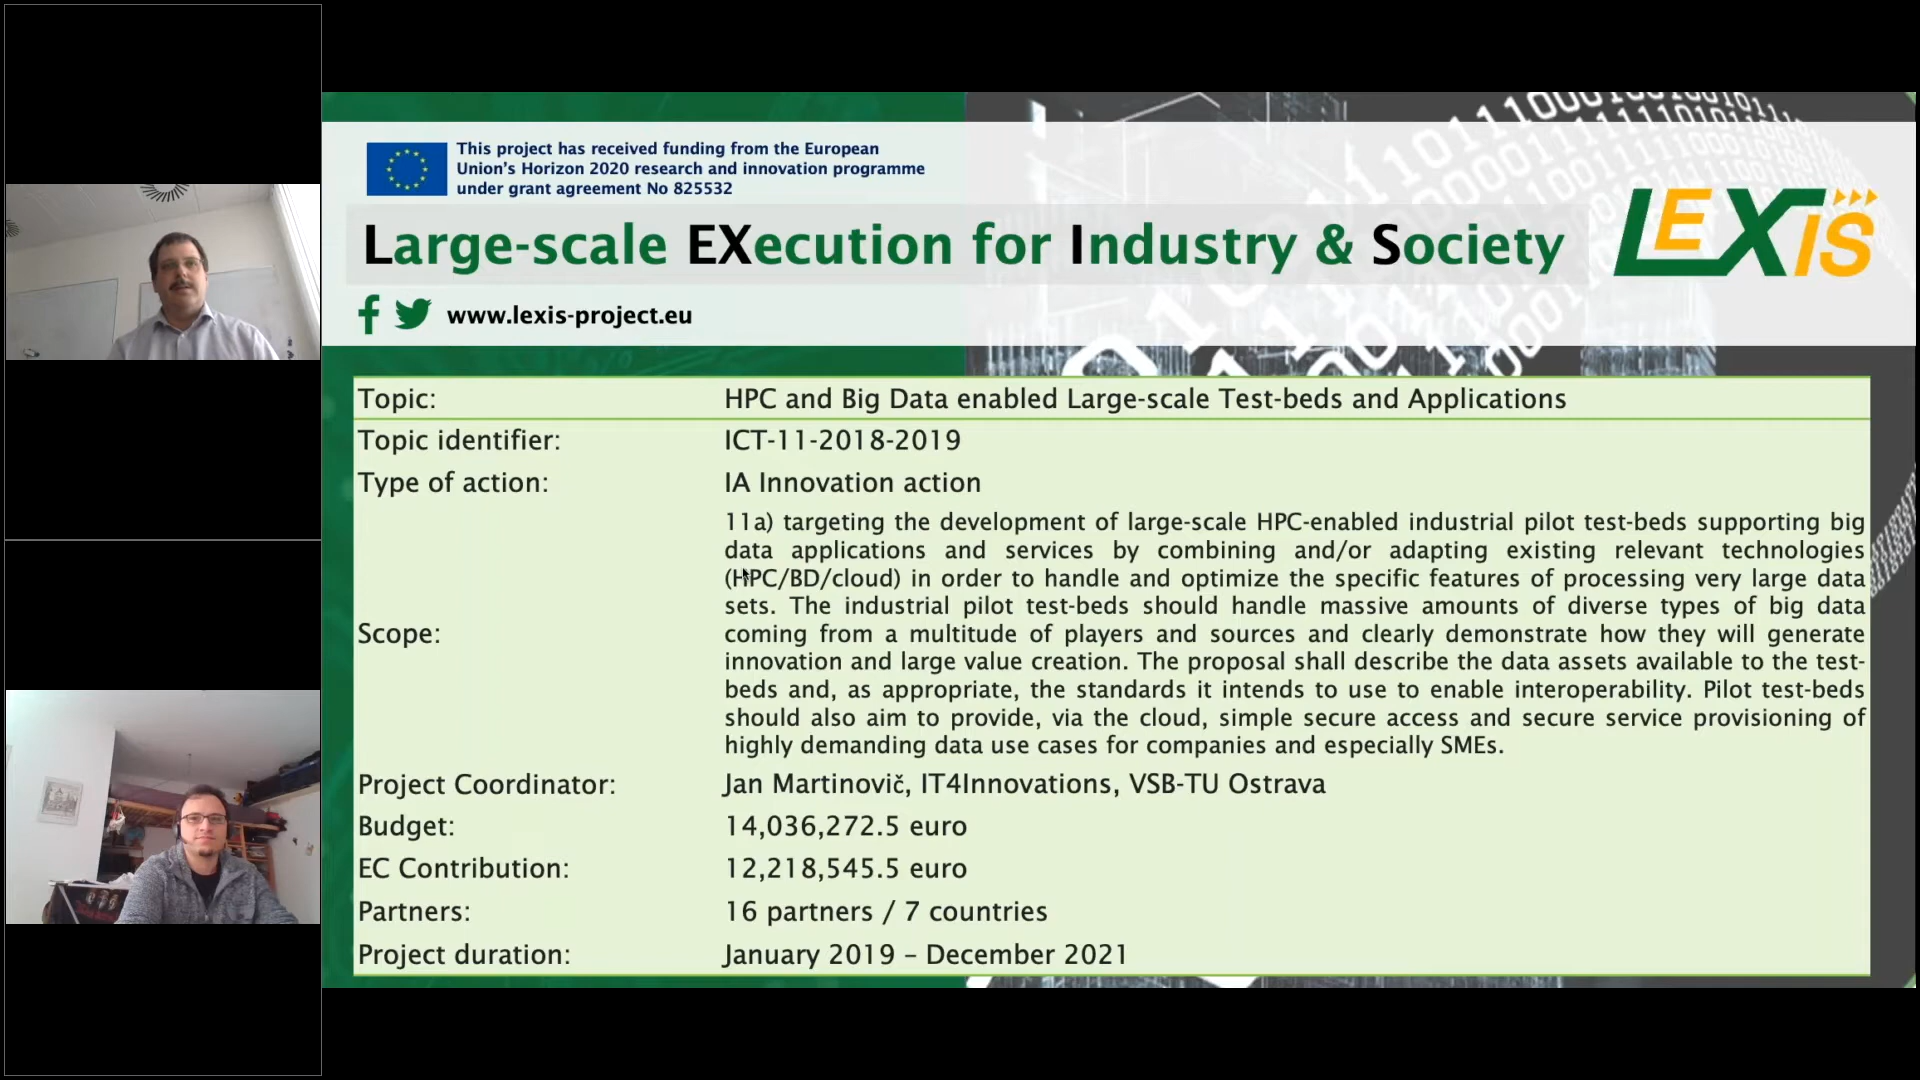 This project has received funding from the European
Union's Horizon 2020 research and innovation programme
under grant agreement No 825532
Large-scale EXecution for Industry & Society
LEXIS
www.lexis-project.eu
Topic: HPC and Big Data enabled Large-scale Test-beds and Applications
Topic identifier: ICT-11-2018-2019
Type of action: IA Innovation action
Scope:
11a) targeting the development of large-scale HPC-enabled industrial pilot test-beds supporting big
data applications and services by combining and/or adapting existing relevant technologies
(HPC/BD/cloud) in order to handle and optimize the specific features of processing very large data
sets. The industrial pilot test-beds should handle massive amounts of diverse types of big data
coming from a multitude of players and sources and clearly demonstrate how they will generate
innovation and large value creation. The proposal shall describe the data assets available to the test-
beds and, as appropriate, the standards it intends to use to enable interoperability. Pilot test-beds
should also aim to provide, via the cloud, simple secure access and secure service provisioning of
highly demanding data use cases for companies and especially SMEs.
Project Coordinator: Jan Martinovič, IT4Innovations, VSB-TU Ostrava
Budget: 14,036,272.5 euro
EC Contribution: 12,218,545.5 euro
Partners: 16 partners / 7 countries
Project duration: January 2019 – December 2021